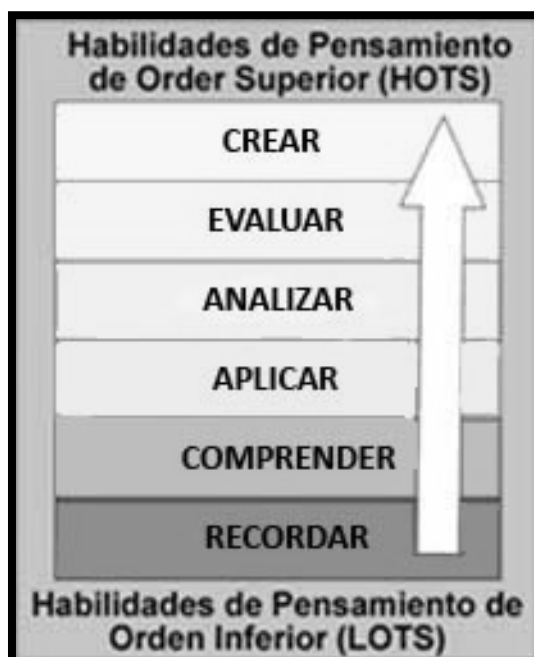 Habilidades de Pensamiento
de Order Superior (HOTS)
CREAR
EVALUAR
ANALIZAR
APLICAR
COMPRENDER
RECORDAR
Habilidades de Pensamiento de
Orden Inferior (LOTS)